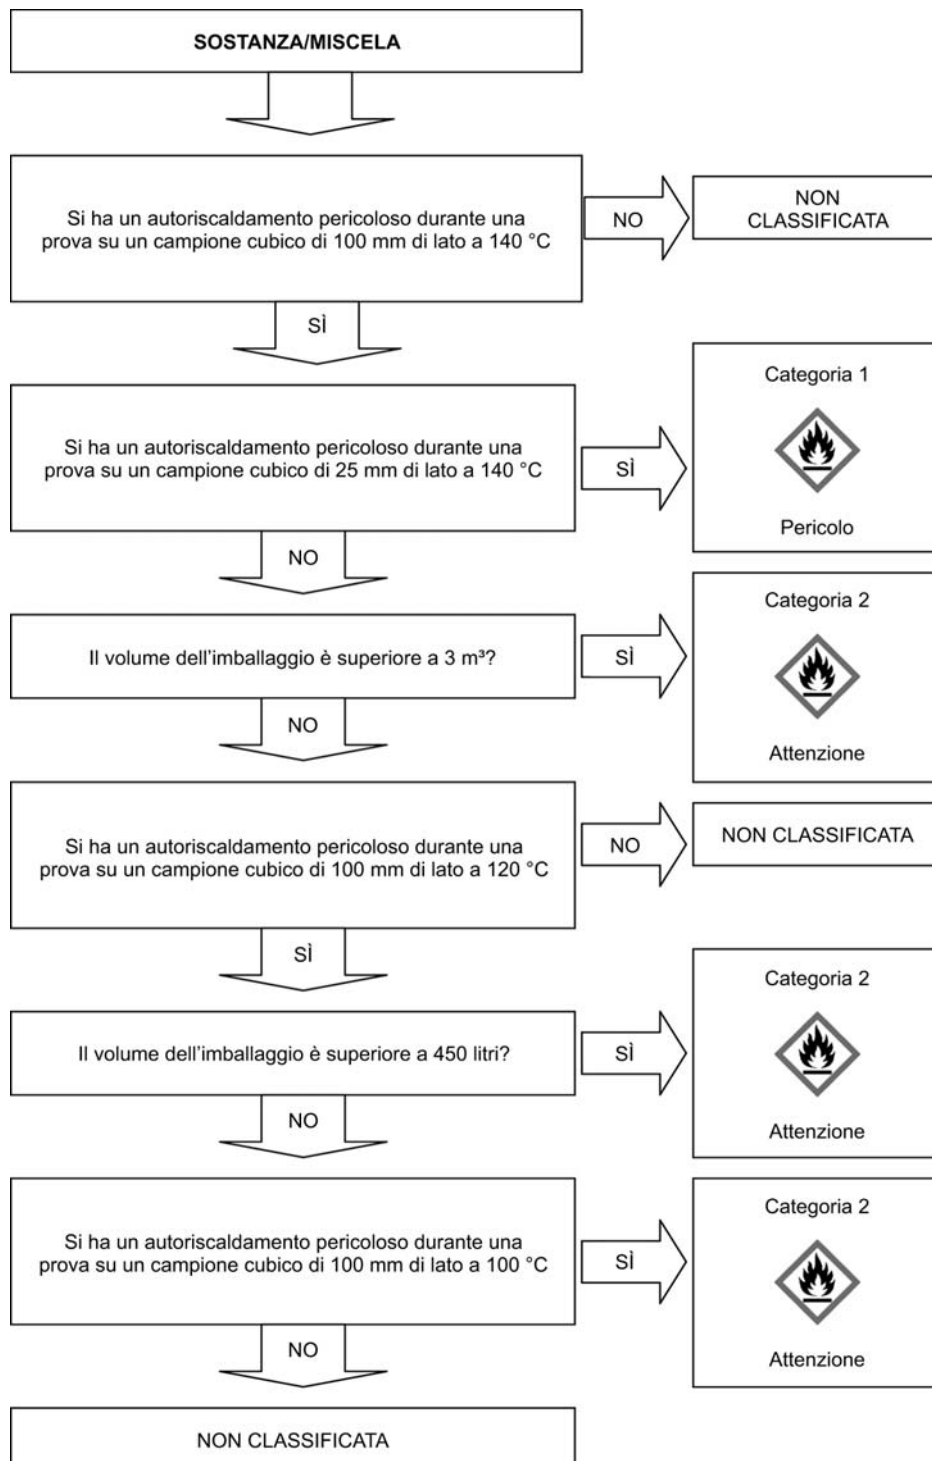 SOSTANZA/MISCELA
Si ha un autoriscaldamento pericoloso durante una
prova su un campione cubico di 100 mm di lato a 140 °C
NO
NON
CLASSIFICATA
SÌ
Si ha un autoriscaldamento pericoloso durante una
prova su un campione cubico di 25 mm di lato a 140 °C
SÌ
Categoria 1
Pericolo
NO
Il volume dell'imballaggio è superiore a 3 m³?
SÌ
Categoria 2
Attenzione
NO
Si ha un autoriscaldamento pericoloso durante una
prova su un campione cubico di 100 mm di lato a 120 °C
NO
NON CLASSIFICATA
SÌ
Il volume dell'imballaggio è superiore a 450 litri?
SÌ
Categoria 2
Attenzione
NO
Si ha un autoriscaldamento pericoloso durante una
prova su un campione cubico di 100 mm di lato a 100 °C
SÌ
Categoria 2
Attenzione
NO
NON CLASSIFICATA